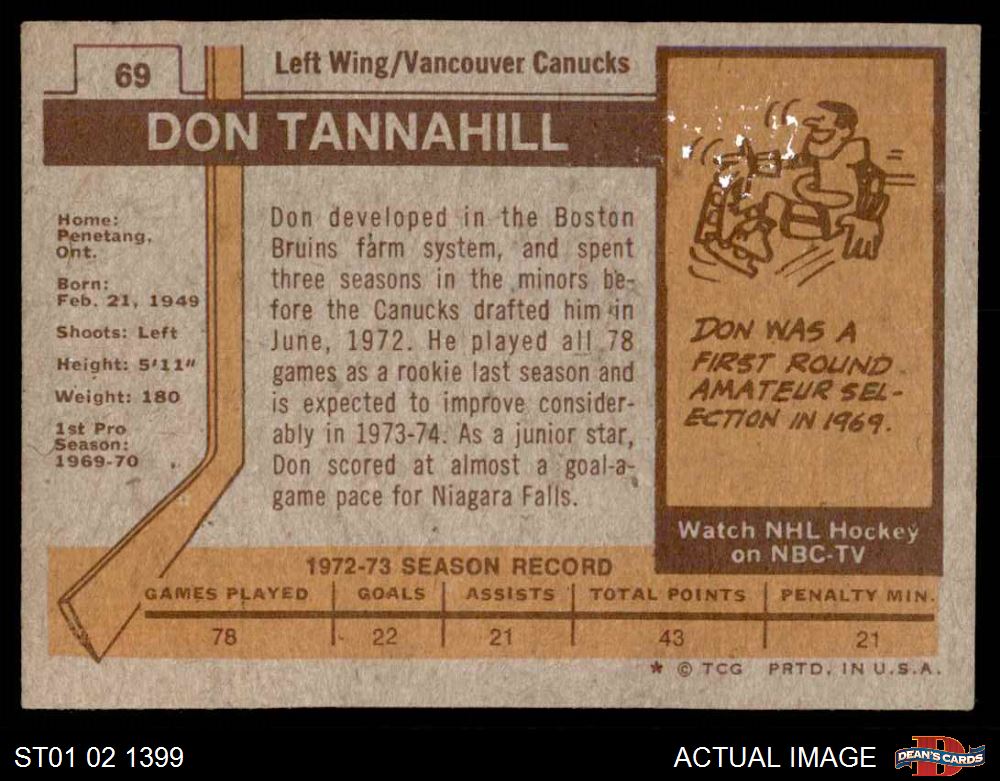 69
Left Wing/Vancouver Canucks
DON TANNAHILL
Home:
Penetang,
Ont.
Born:
Feb. 21, 1949
Shoots: Left
Height: 5'11"
Weight: 180
1st Pro
Season:
1969-70
Don developed in the Boston
Bruins farm system, and spent
three seasons in the minors be-
fore the Canucks drafted him in
June, 1972. He played all 78
games as a rookie last season and
is expected to improve consider-
ably in 1973-74. As a junior star,
Don scored at almost a goal-a-
game pace for Niagara Falls.
DON WAS A
FIRST ROUND
AMATEUR SEL-
ECTION IN 1969.
Watch NHL Hockey
on NBC-TV
1972-73 SEASON RECORD
GAMES PLAYED GOALS ASSISTS TOTAL POINTS PENALTY MIN.
78 22 21 43 21
* © TCG PRTD. IN U.S.A.
ST01 02 1399
ACTUAL IMAGE
D
DEAN'S CARDS